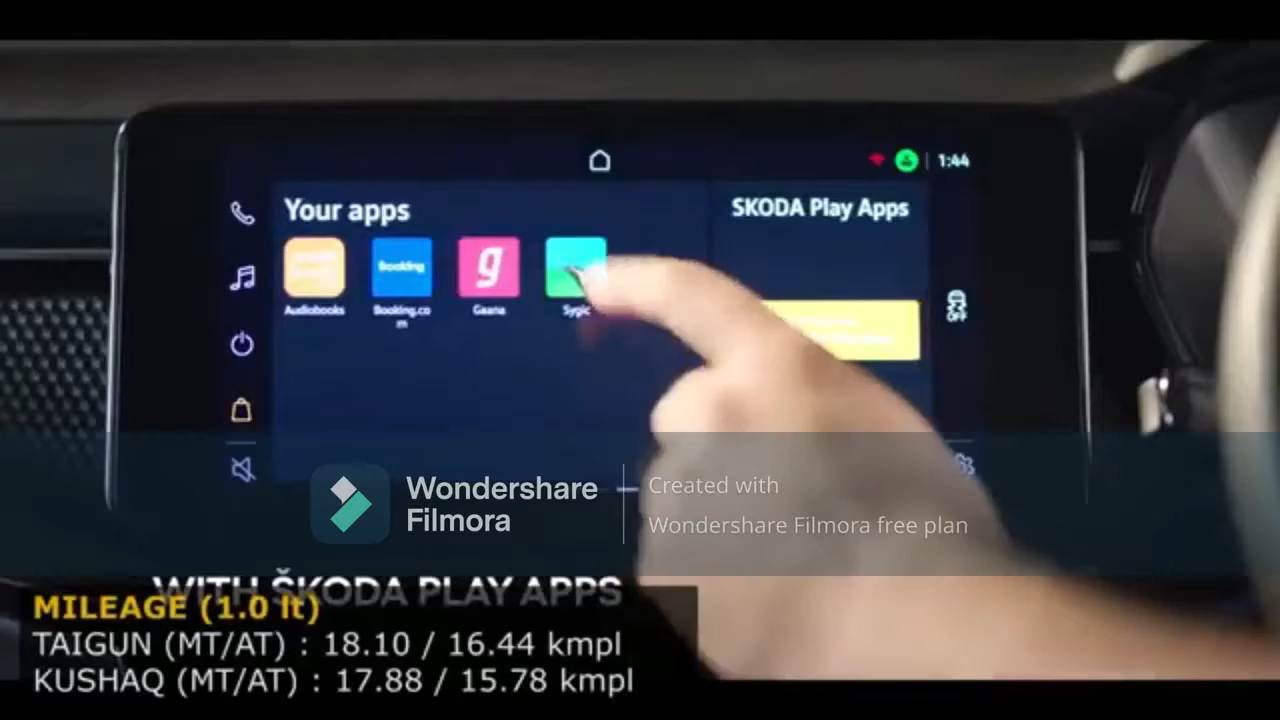 1:44
Your apps
SKODA Play Apps
Booking
g
Audiobooks
Booking.co
m
Gaana
Sygic
OFF
Wondershare
Filmora
Created with
Wondershare Filmora free plan
WITH ŠKODA PLAY APPS
MILEAGE (1.0 lt)
TAIGUN (MT/AT) : 18.10 / 16.44 kmpl
KUSHAQ (MT/AT) : 17.88 / 15.78 kmpl